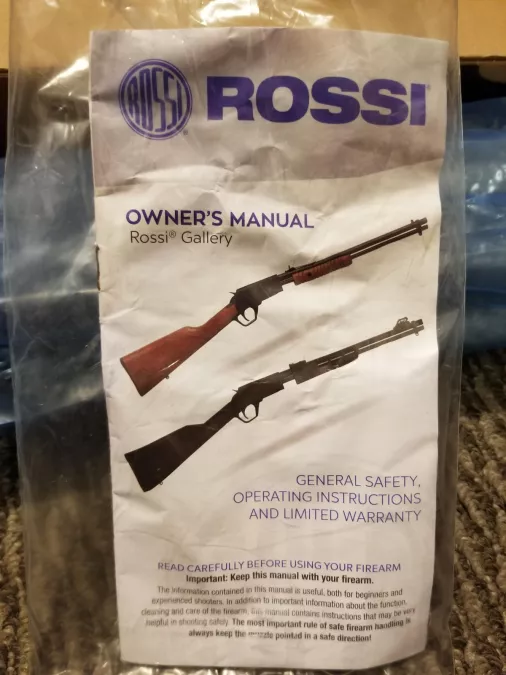 ROSSI
ROSSI
OWNER'S MANUAL
Rossi® Gallery
GENERAL SAFETY,
OPERATING INSTRUCTIONS
AND LIMITED WARRANTY
READ CAREFULLY BEFORE USING YOUR FIREARM
Important: Keep this manual with your firearm.
The information contained in this manual is useful, both for beginners and
experienced shooters. In addition to important information about the function,
cleaning and care of the firearm, this manual contains instructions that may be very
helpful in shooting safely. The most important rule of safe firearm handling is
always keep the muzzle pointed in a safe direction!